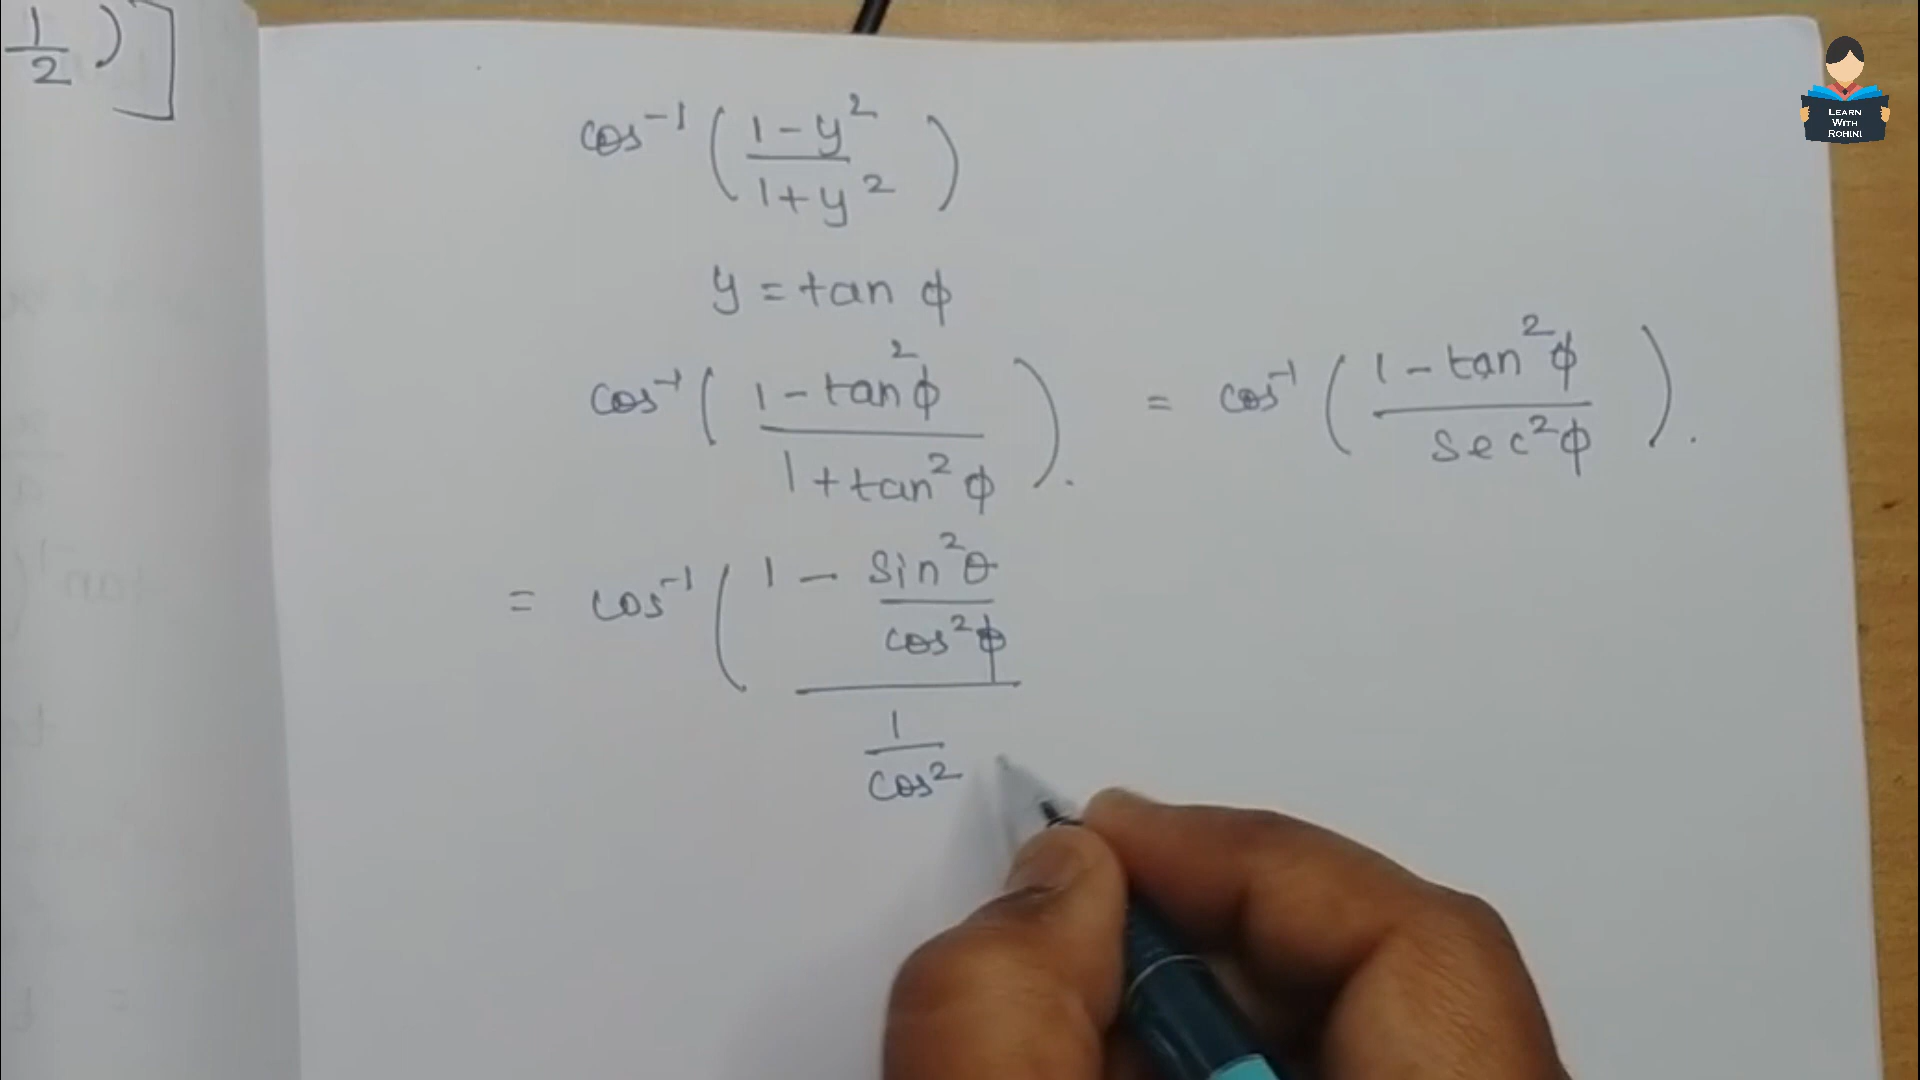 1/2 ) ]
cos⁻¹ ( (1 - y²) / (1 + y²) )
y = tan ϕ
cos⁻¹ ( (1 - tan²ϕ) / (1 + tan²ϕ) ). = cos⁻¹ ( (1 - tan²ϕ) / (sec²ϕ) ).
= cos⁻¹ ( (1 - sin²θ / cos²ϕ) / (1 / cos²)
LEARN
WITH
ROHINI